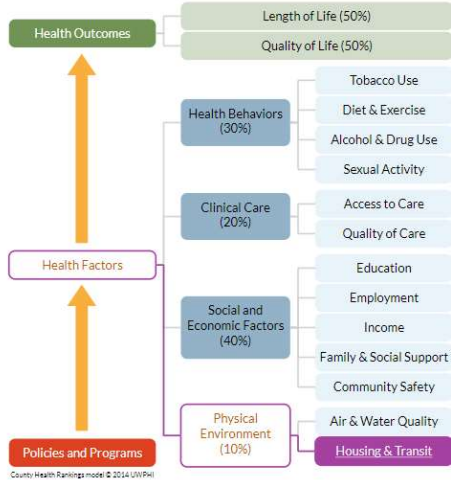 Health Outcomes
Length of Life (50%)
Quality of Life (50%)
Health Behaviors
(30%)
Tobacco Use
Diet & Exercise
Alcohol & Drug Use
Sexual Activity
Clinical Care
(20%)
Access to Care
Quality of Care
Health Factors
Social and
Economic Factors
(40%)
Education
Employment
Income
Family & Social Support
Community Safety
Physical
Environment
(10%)
Air & Water Quality
Housing & Transit
Policies and Programs
County Health Rankings model © 2014 UWPHI